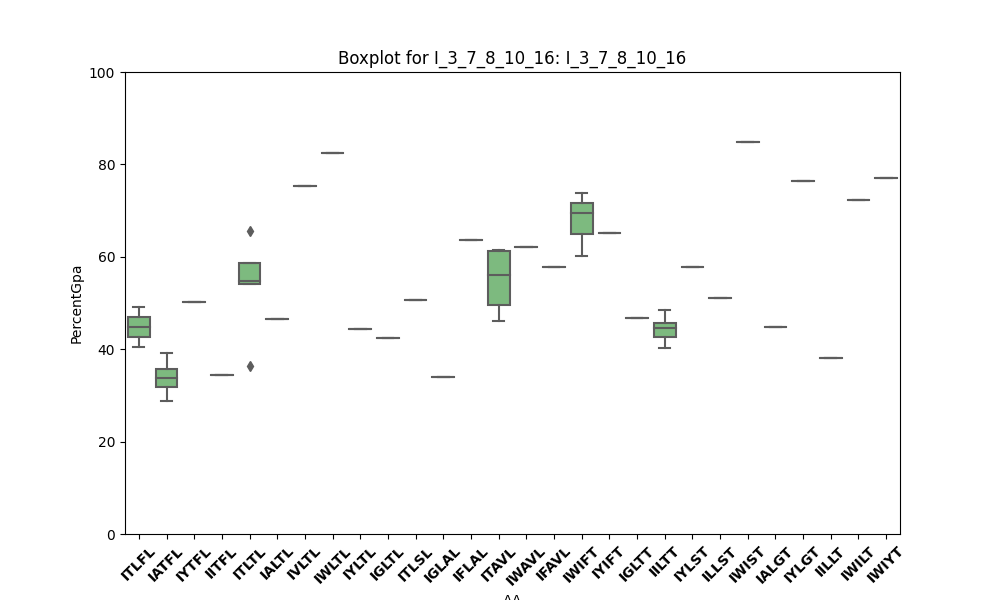 Boxplot for I_3_7_8_10_16: I_3_7_8_10_16
100
80
60
40
20
0
PercentGpa
ITLFL IATFL IYTFL IITFL ITLTL IALTL IVLTL IWLTL IYLTL IGLTL ITLSL IGLAL IFLAL ITAVL IWAVL IFAVL IWIFT IYIFT IGLTT IILTT IYLST ILLST IWIST IALGT IYLGT IILLT IWILT IWIYT
AA